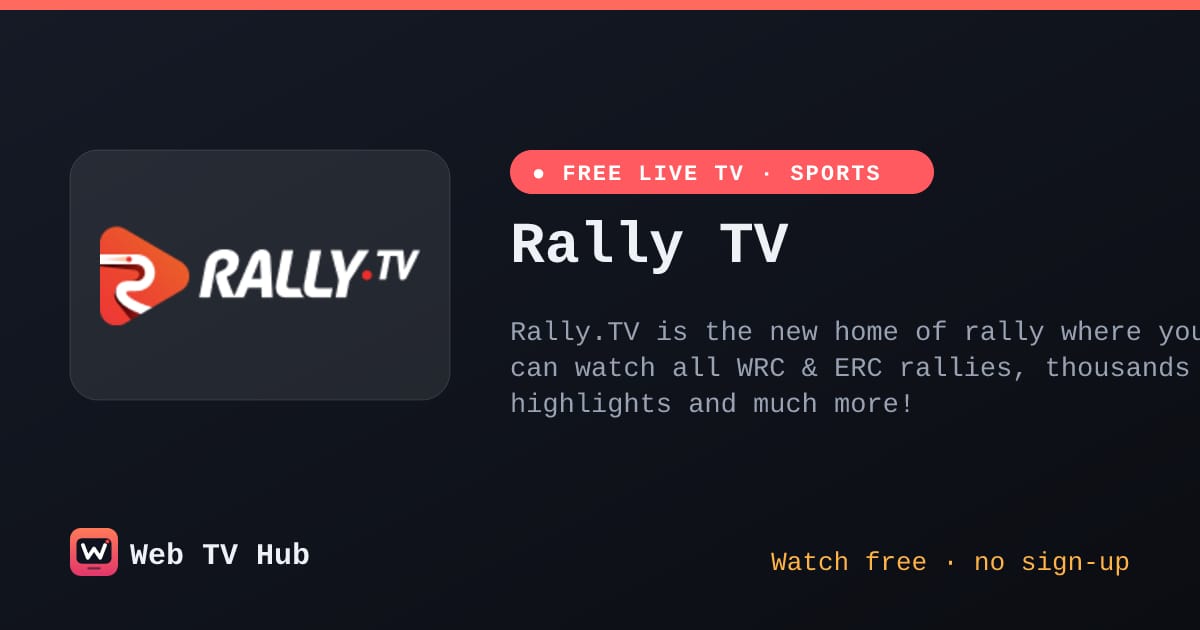 RALLY.TV
● FREE LIVE TV · SPORTS
Rally TV
Rally.TV is the new home of rally where you
can watch all WRC & ERC rallies, thousands
highlights and much more!
W
Web TV Hub
Watch free · no sign-up